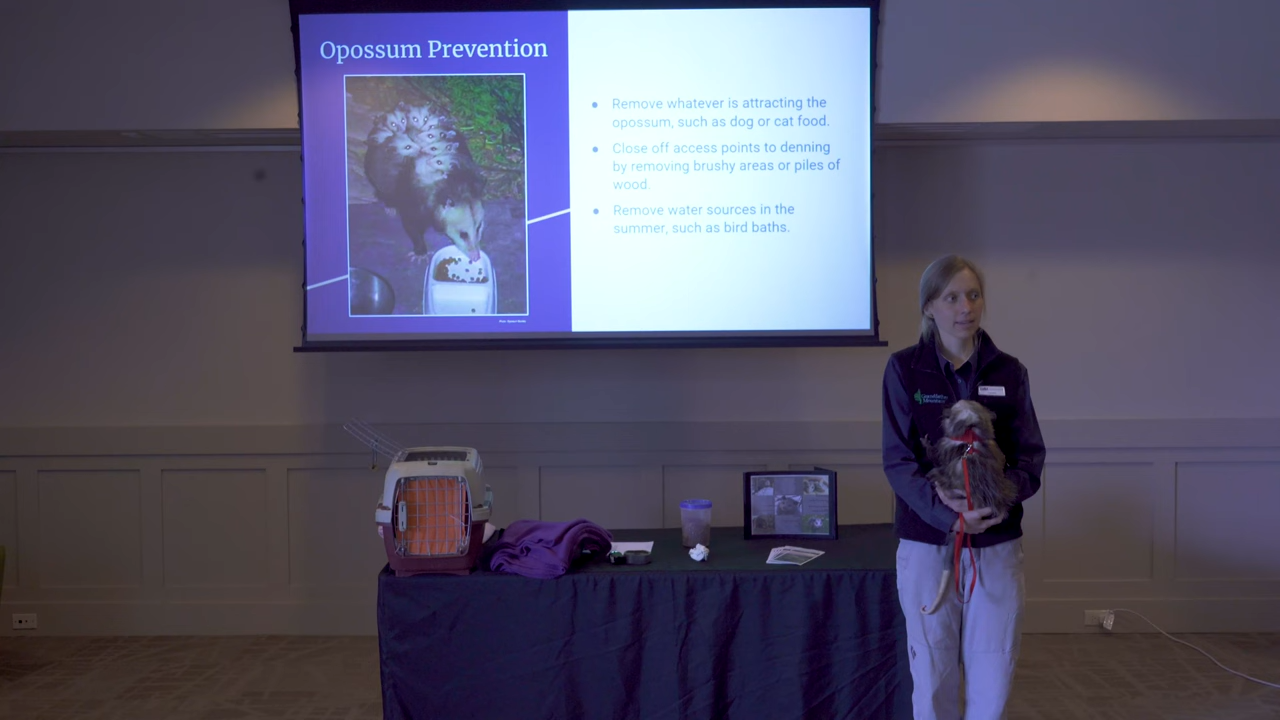 Opossum Prevention
● Remove whatever is attracting the
opossum, such as dog or cat food.
● Close off access points to denning
by removing brushy areas or piles of
wood.
● Remove water sources in the
summer, such as bird baths.